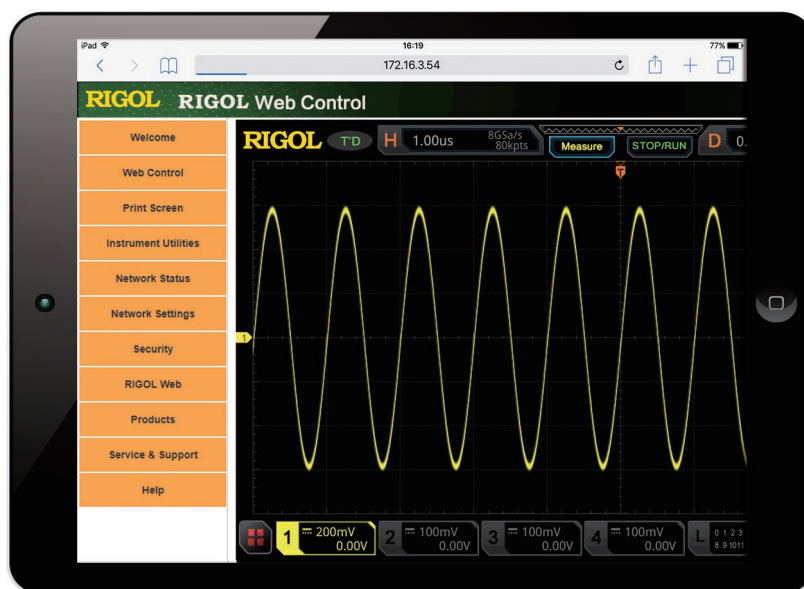 iPad 16:19 77%
172.16.3.54
RIGOL RIGOL Web Control
Welcome
Web Control
Print Screen
Instrument Utilities
Network Status
Network Settings
Security
RIGOL Web
Products
Service & Support
Help
RIGOL T'D H 1.00us 8GSa/s 80kpts Measure STOP/RUN D 0.
T
1
1 200mV 0.00V
2 100mV 0.00V
3 100mV 0.00V
4 100mV 0.00V
L 0 1 2 3
8 9 1011